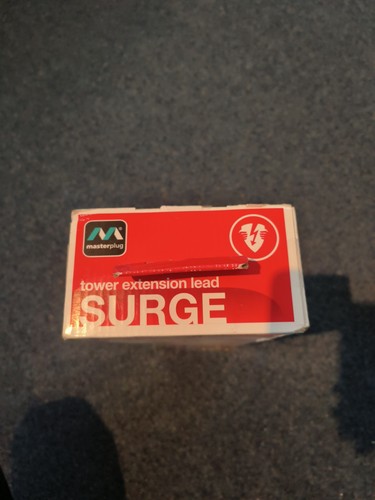 masterplug
tower extension lead
SURGE